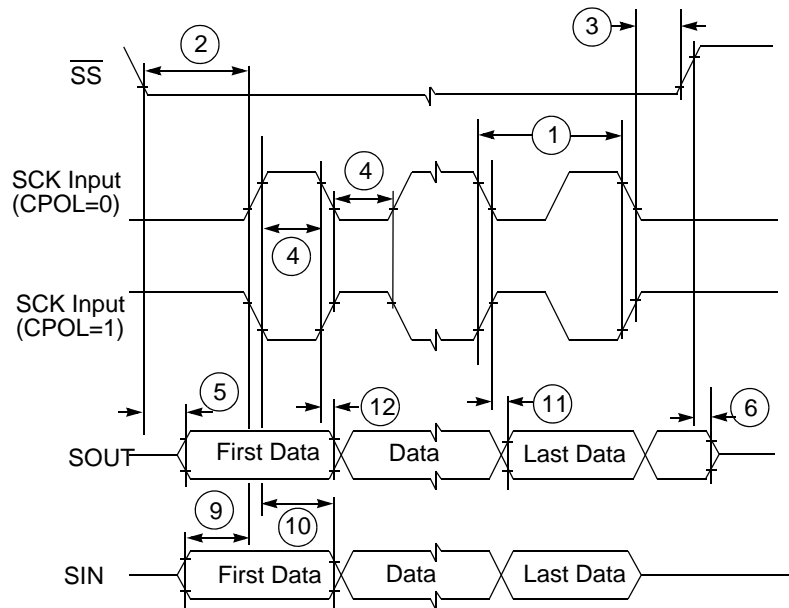 2
3
SS
1
SCK Input
(CPOL=0)
4
4
SCK Input
(CPOL=1)
5
12
11
6
SOUT
First Data
Data
Last Data
9
10
SIN
First Data
Data
Last Data